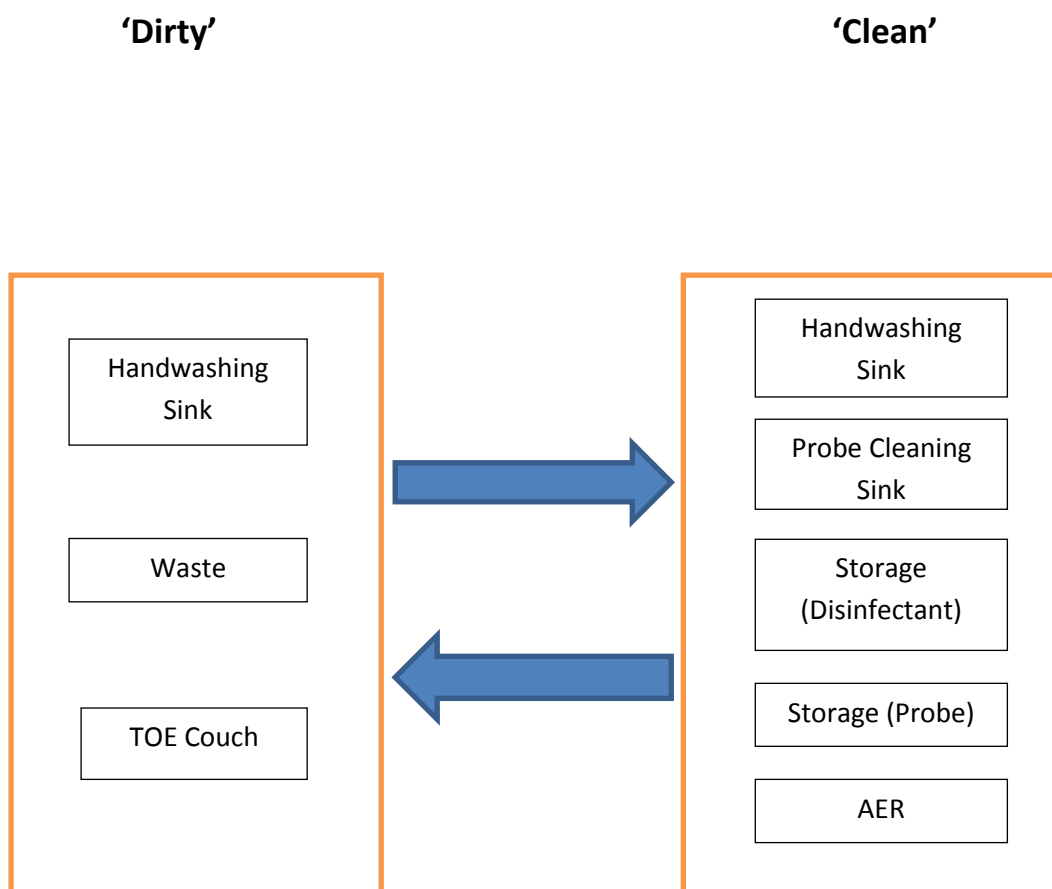 ‘Dirty’
‘Clean’
Handwashing
Sink
Waste
TOE Couch
Handwashing
Sink
Probe Cleaning
Sink
Storage
(Disinfectant)
Storage (Probe)
AER